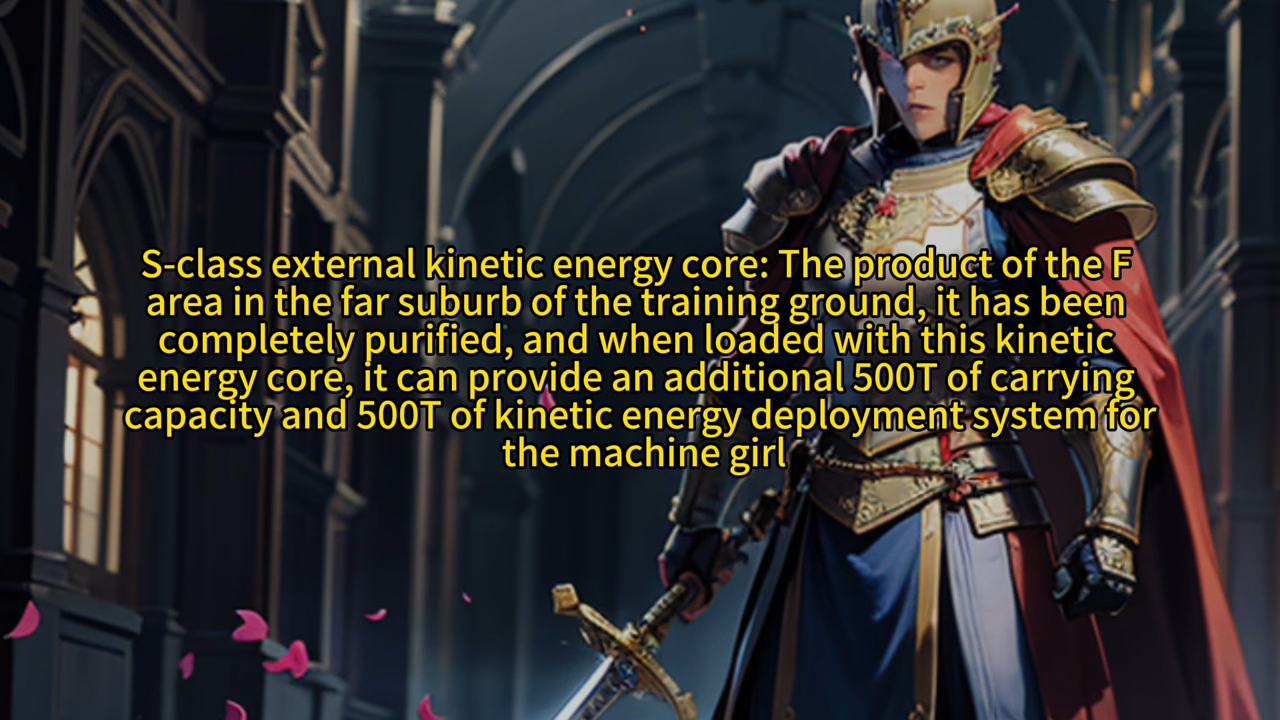 S-class external kinetic energy core: The product of the F
area in the far suburb of the training ground, it has been
completely purified, and when loaded with this kinetic
energy core, it can provide an additional 500T of carrying
capacity and 500T of kinetic energy deployment system for
the machine girl